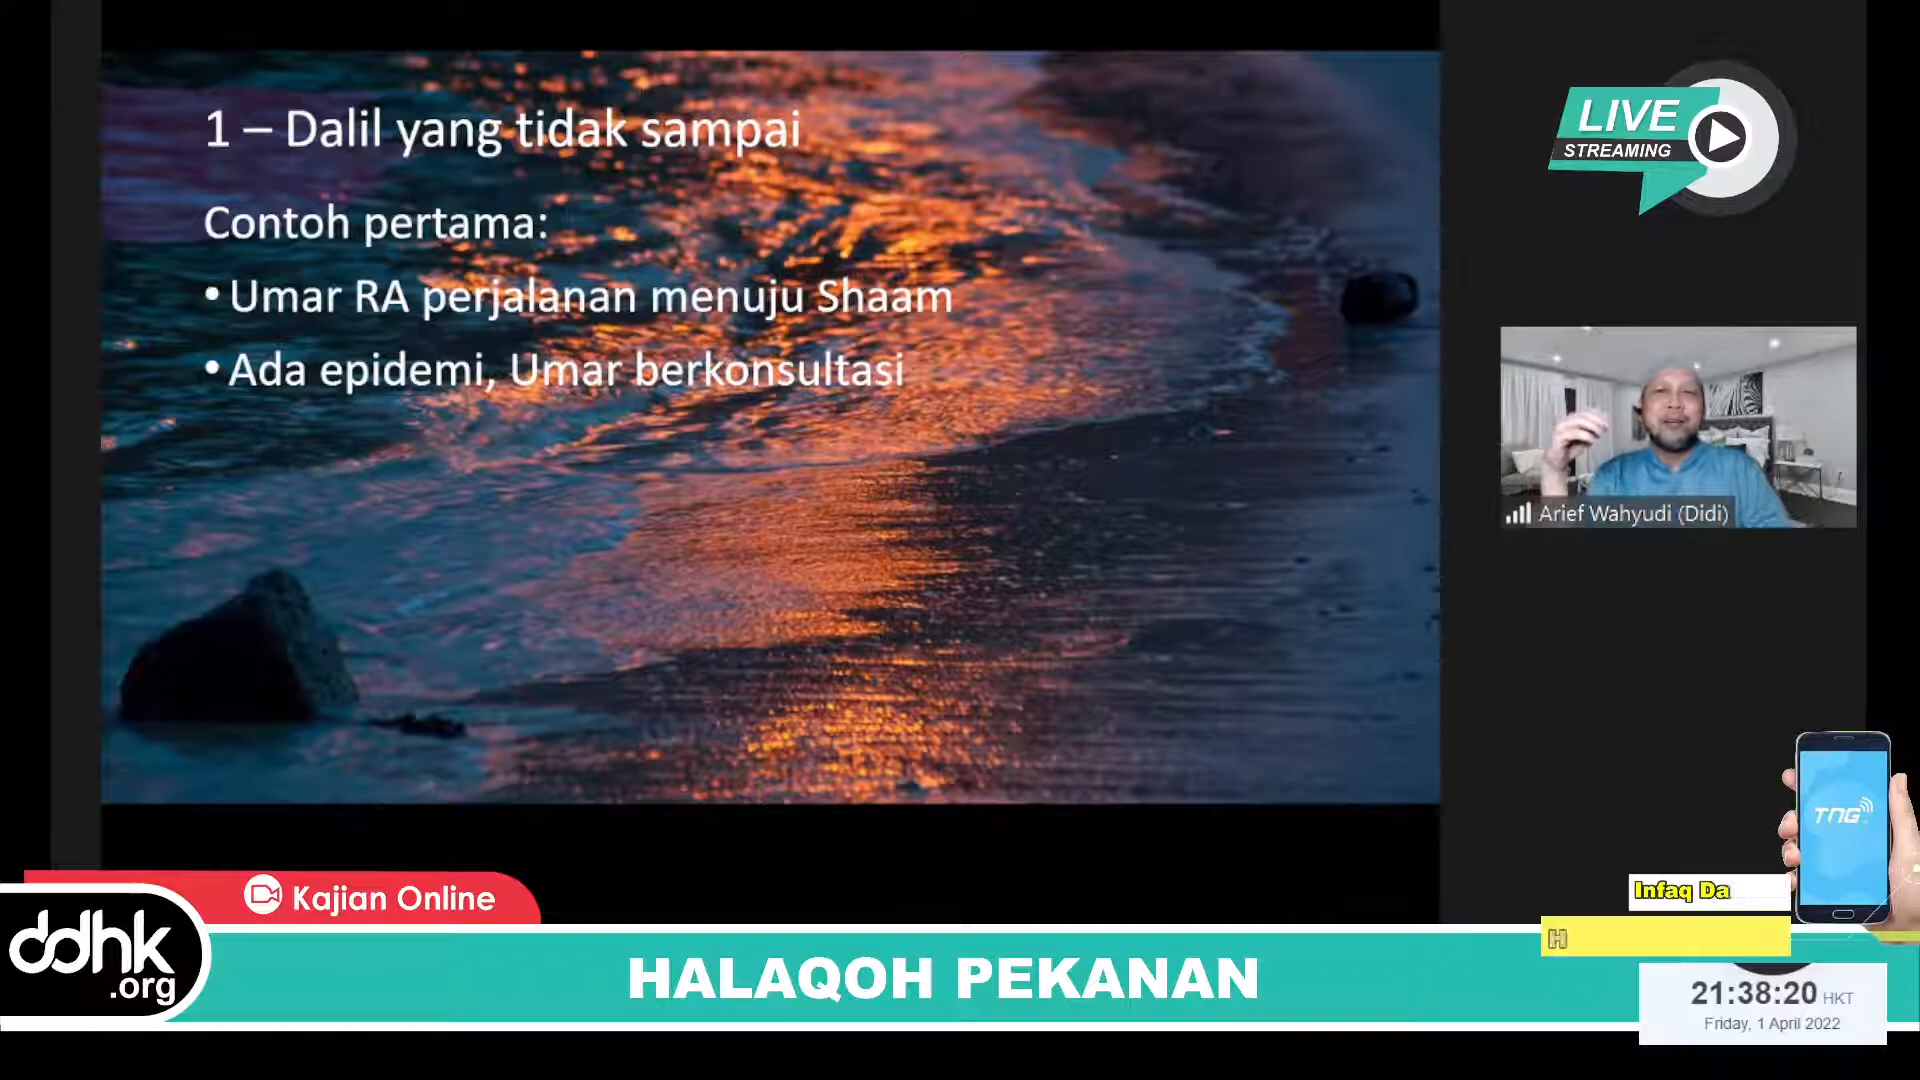 1 – Dalil yang tidak sampai
Contoh pertama:
• Umar RA perjalanan menuju Shaam
• Ada epidemi, Umar berkonsultasi
LIVE
STREAMING
Arief Wahyudi (Didi)
TNG
Kajian Online
Infaq Da
H
ddhk
.org
HALAQOH PEKANAN
21:38:20 HKT
Friday, 1 April 2022